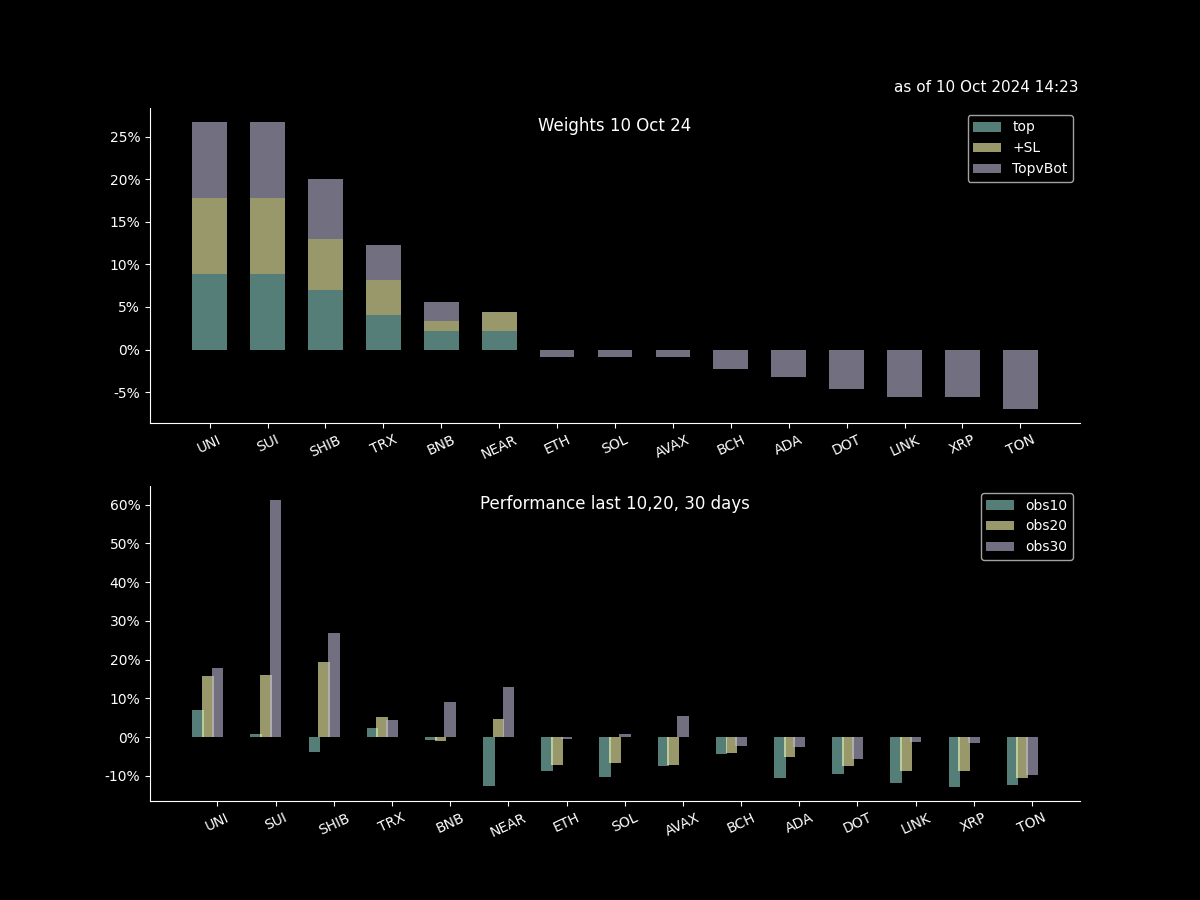 as of 10 Oct 2024 14:23
Weights 10 Oct 24
top
+SL
TopvBot
25%
20%
15%
10%
5%
0%
-5%
UNI SUI SHIB TRX BNB NEAR ETH SOL AVAX BCH ADA DOT LINK XRP TON
Performance last 10,20, 30 days
obs10
obs20
obs30
60%
50%
40%
30%
20%
10%
0%
-10%
UNI SUI SHIB TRX BNB NEAR ETH SOL AVAX BCH ADA DOT LINK XRP TON